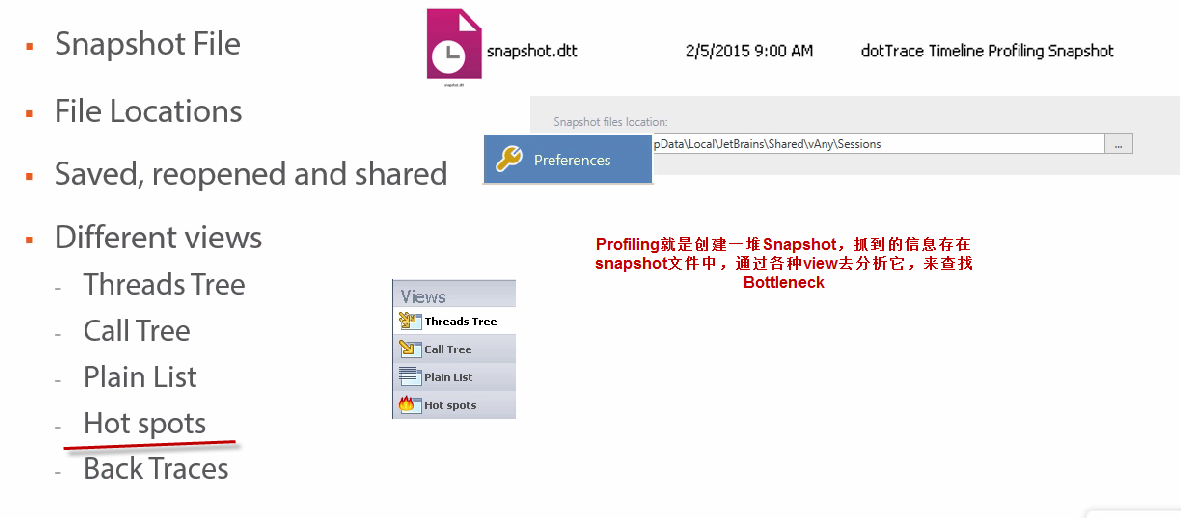 Snapshot File
snapshot.dtt 2/5/2015 9:00 AM dotTrace Timeline Profiling Snapshot
snapshot.dtt
File Locations
Snapshot files location:
pData\Local\JetBrains\Shared\vAny\Sessions ...
Preferences
Saved, reopened and shared
Different views
Profiling就是创建一堆Snapshot，抓到的信息存在
snapshot文件中，通过各种view去分析它，来查找
Bottleneck
- Threads Tree
- Call Tree
- Plain List
- Hot spots
- Back Traces
Views
Threads Tree
Call Tree
Plain List
Hot spots